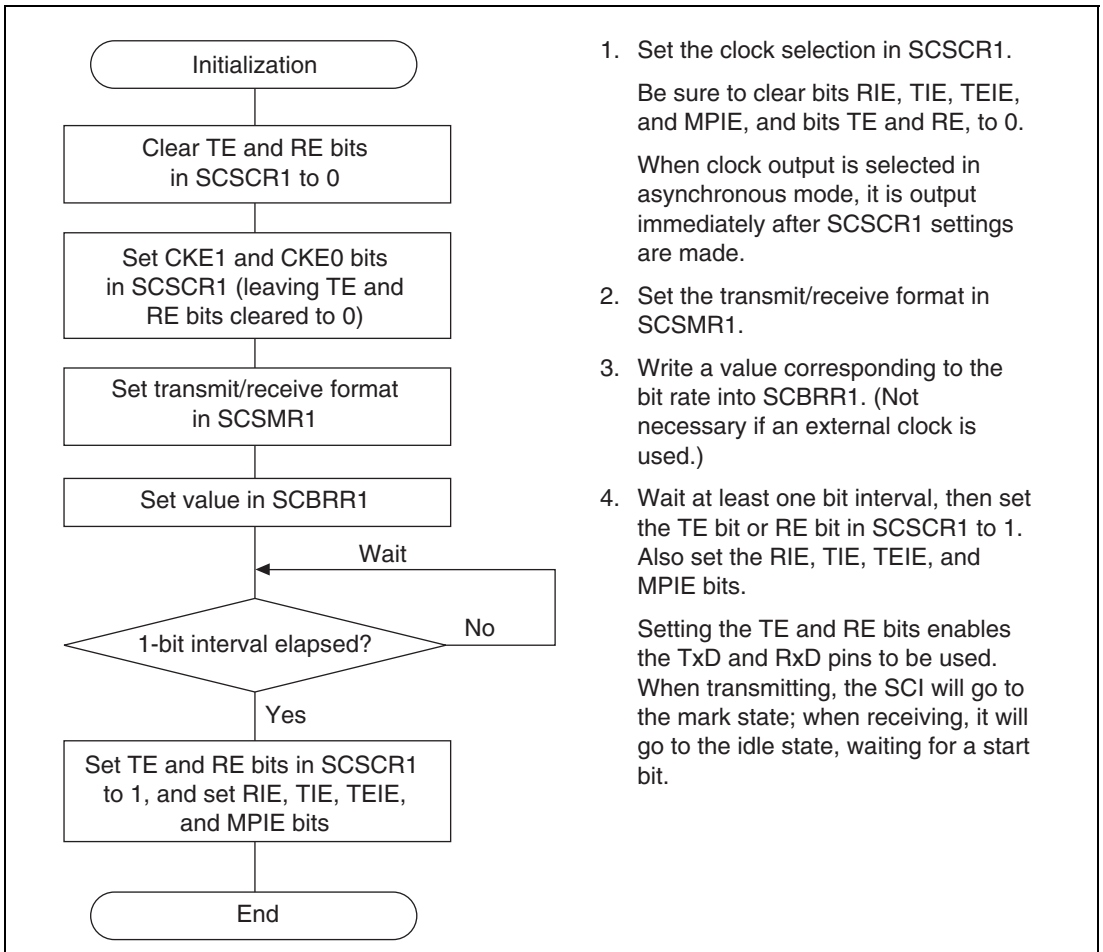 Initialization
Clear TE and RE bits
in SCSCR1 to 0
Set CKE1 and CKE0 bits
in SCSCR1 (leaving TE and
RE bits cleared to 0)
Set transmit/receive format
in SCSMR1
Set value in SCBRR1
Wait
1-bit interval elapsed?
No
Yes
Set TE and RE bits in SCSCR1
to 1, and set RIE, TIE, TEIE,
and MPIE bits
End
1. Set the clock selection in SCSCR1.
Be sure to clear bits RIE, TIE, TEIE,
and MPIE, and bits TE and RE, to 0.
When clock output is selected in
asynchronous mode, it is output
immediately after SCSCR1 settings
are made.
2. Set the transmit/receive format in
SCSMR1.
3. Write a value corresponding to the
bit rate into SCBRR1. (Not
necessary if an external clock is
used.)
4. Wait at least one bit interval, then set
the TE bit or RE bit in SCSCR1 to 1.
Also set the RIE, TIE, TEIE, and
MPIE bits.
Setting the TE and RE bits enables
the TxD and RxD pins to be used.
When transmitting, the SCI will go to
the mark state; when receiving, it will
go to the idle state, waiting for a start
bit.